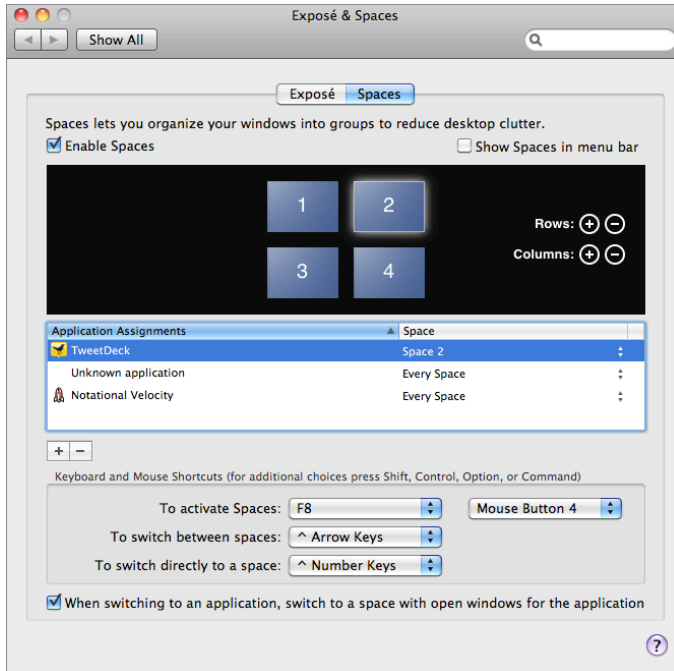 Exposé & Spaces
Show All
Exposé Spaces
Spaces lets you organize your windows into groups to reduce desktop clutter.
Enable Spaces Show Spaces in menu bar
1 2
Rows:
3 4
Columns:
Application Assignments Space
TweetDeck Space 2
Unknown application Every Space
Notational Velocity Every Space
+ −
Keyboard and Mouse Shortcuts (for additional choices press Shift, Control, Option, or Command)
To activate Spaces: F8 Mouse Button 4
To switch between spaces: ^ Arrow Keys
To switch directly to a space: ^ Number Keys
When switching to an application, switch to a space with open windows for the application
?